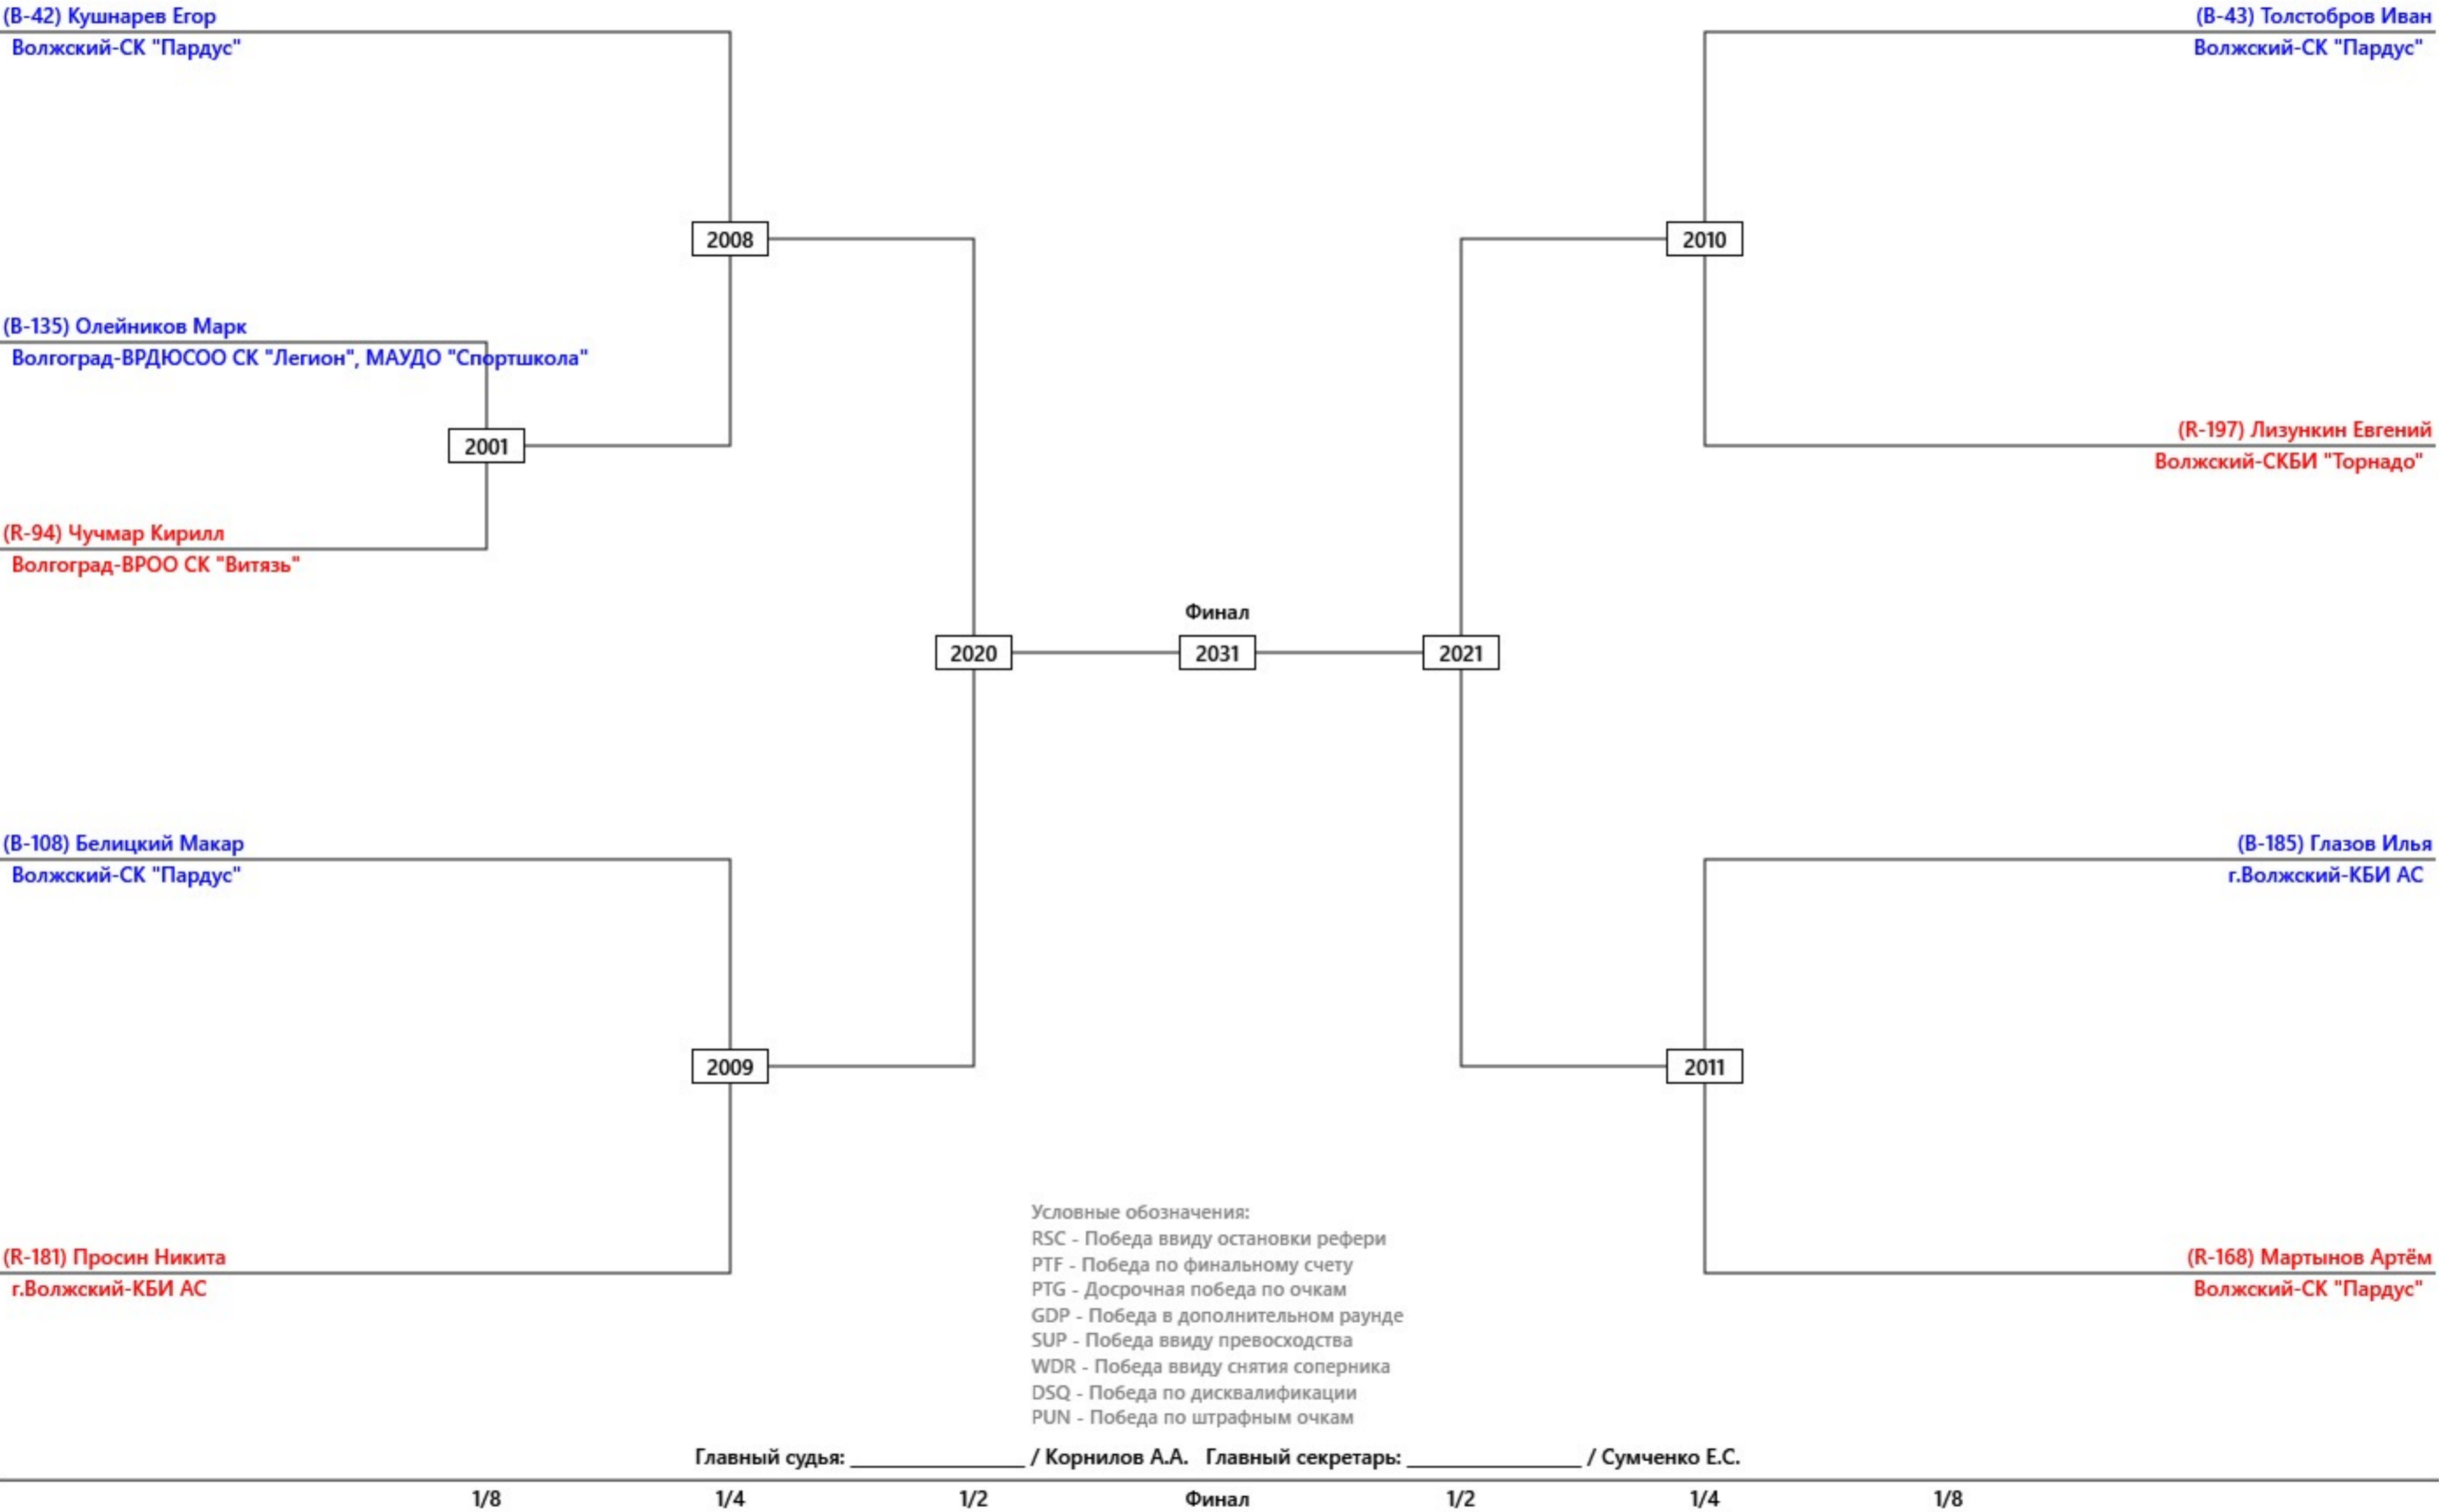 (B-42) Кушнарев Егор
Волжский-СК "Пардус"
(B-43) Толстобров Иван
Волжский-СК "Пардус"
2008
2010
(B-135) Олейников Марк
Волгоград-ВРДЮСОО СК "Легион", МАУДО "Спортшкола"
2001
(R-197) Лизункин Евгений
Волжский-СКБИ "Торнадо"
(R-94) Чучмар Кирилл
Волгоград-ВРОО СК "Витязь"
Финал
2020
2031
2021
(B-108) Белицкий Макар
Волжский-СК "Пардус"
(B-185) Глазов Илья
г.Волжский-КБИ АС
2009
2011
(R-181) Просин Никита
г.Волжский-КБИ АС
(R-168) Мартынов Артём
Волжский-СК "Пардус"
Условные обозначения:
RSC - Победа ввиду остановки рефери
PTF - Победа по финальному счету
PTG - Досрочная победа по очкам
GDP - Победа в дополнительном раунде
SUP - Победа ввиду превосходства
WDR - Победа ввиду снятия соперника
DSQ - Победа по дисквалификации
PUN - Победа по штрафным очкам
Главный судья: ________________ / Корнилов А.А. Главный секретарь: ________________ / Сумченко Е.С.
1/8 1/4 1/2 Финал 1/2 1/4 1/8